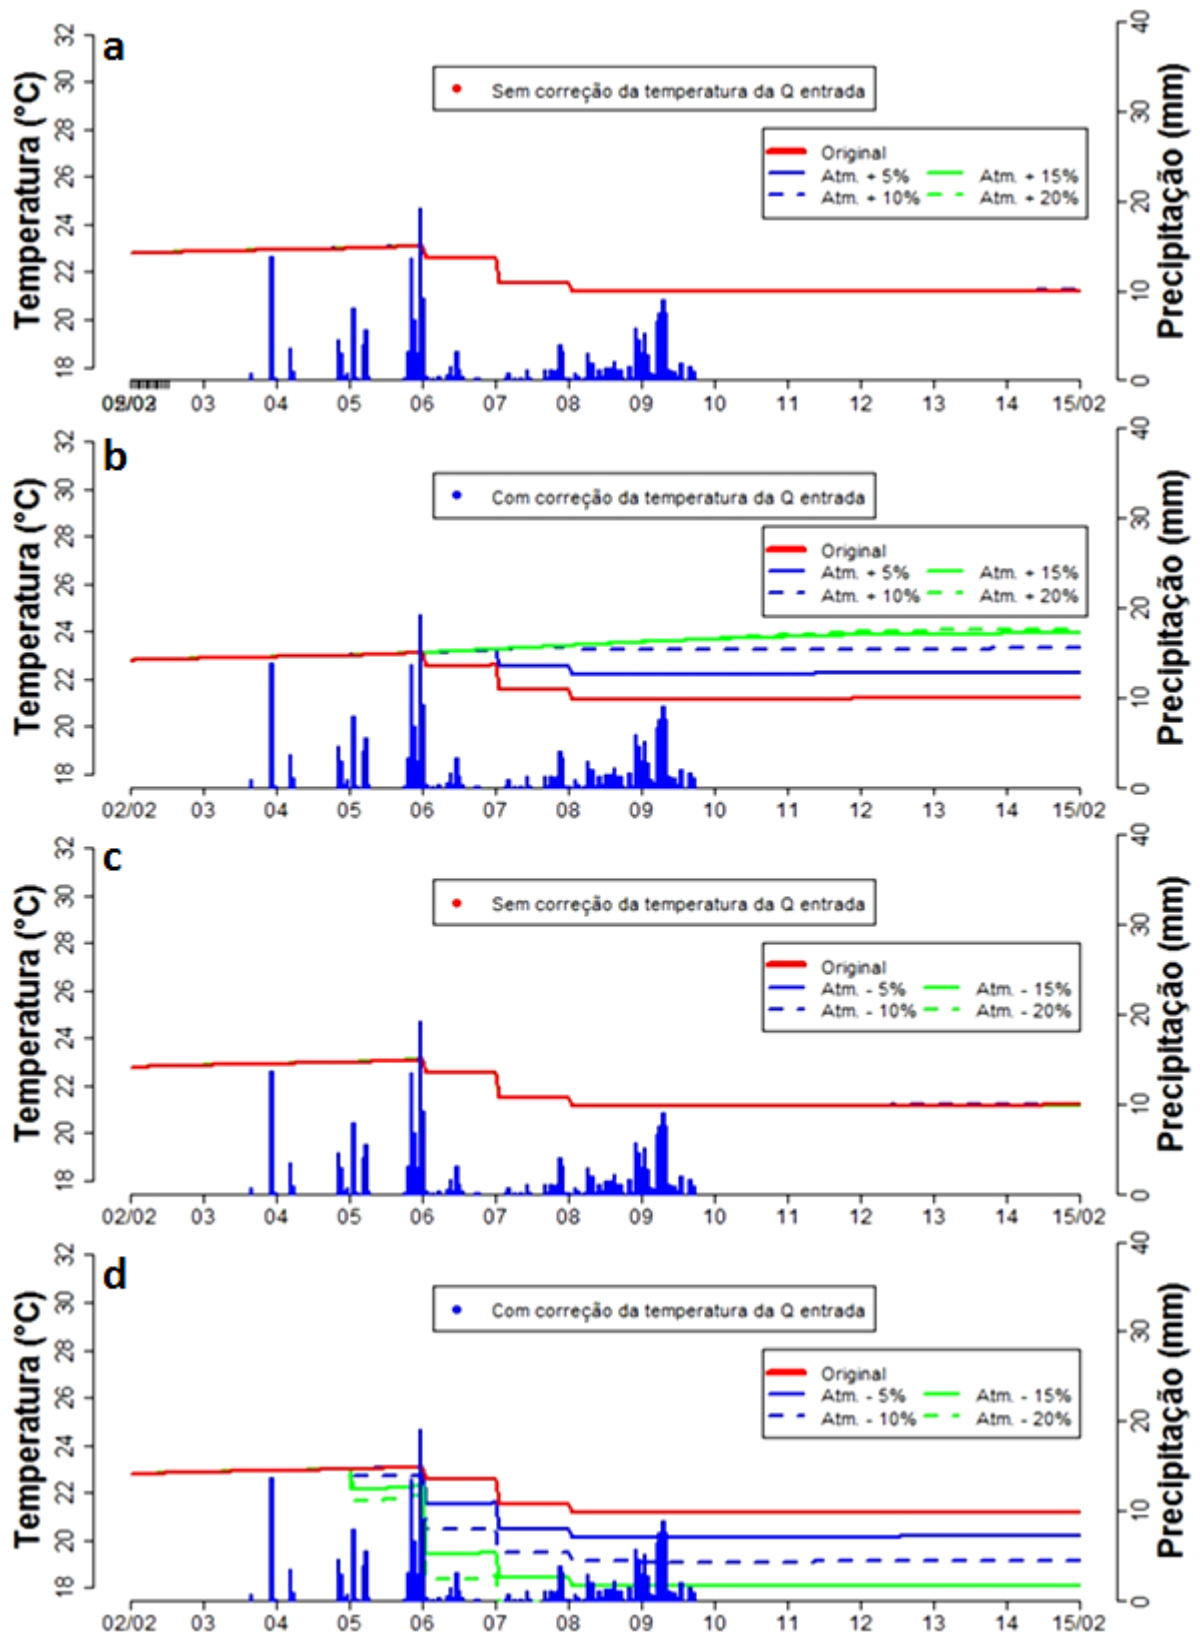 a
Temperatura (°C)
32
30
28
26
24
22
20
18
Sem correção da temperatura da Q entrada
Original
Atm. + 5%
Atm. + 15%
Atm. + 10%
Atm. + 20%
Precipitação (mm)
40
30
20
10
0
03 04 05 06 07 08 09 10 11 12 13 14 15/02
b
Temperatura (°C)
32
30
28
26
24
22
20
18
Com correção da temperatura da Q entrada
Original
Atm. + 5%
Atm. + 15%
Atm. + 10%
Atm. + 20%
Precipitação (mm)
40
30
20
10
0
02/02 03 04 05 06 07 08 09 10 11 12 13 14 15/02
c
Temperatura (°C)
32
30
28
26
24
22
20
18
Sem correção da temperatura da Q entrada
Original
Atm. - 5%
Atm. - 15%
Atm. - 10%
Atm. - 20%
Precipitação (mm)
40
30
20
10
0
02/02 03 04 05 06 07 08 09 10 11 12 13 14 15/02
d
Temperatura (°C)
32
30
28
26
24
22
20
18
Com correção da temperatura da Q entrada
Original
Atm. - 5%
Atm. - 15%
Atm. - 10%
Atm. - 20%
Precipitação (mm)
40
30
20
10
0
02/02 03 04 05 06 07 08 09 10 11 12 13 14 15/02